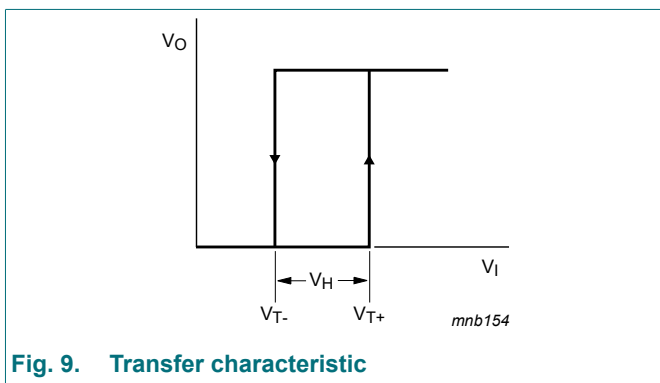 VO
VH
VI
VT-
VT+
mnb154
Fig. 9. Transfer characteristic